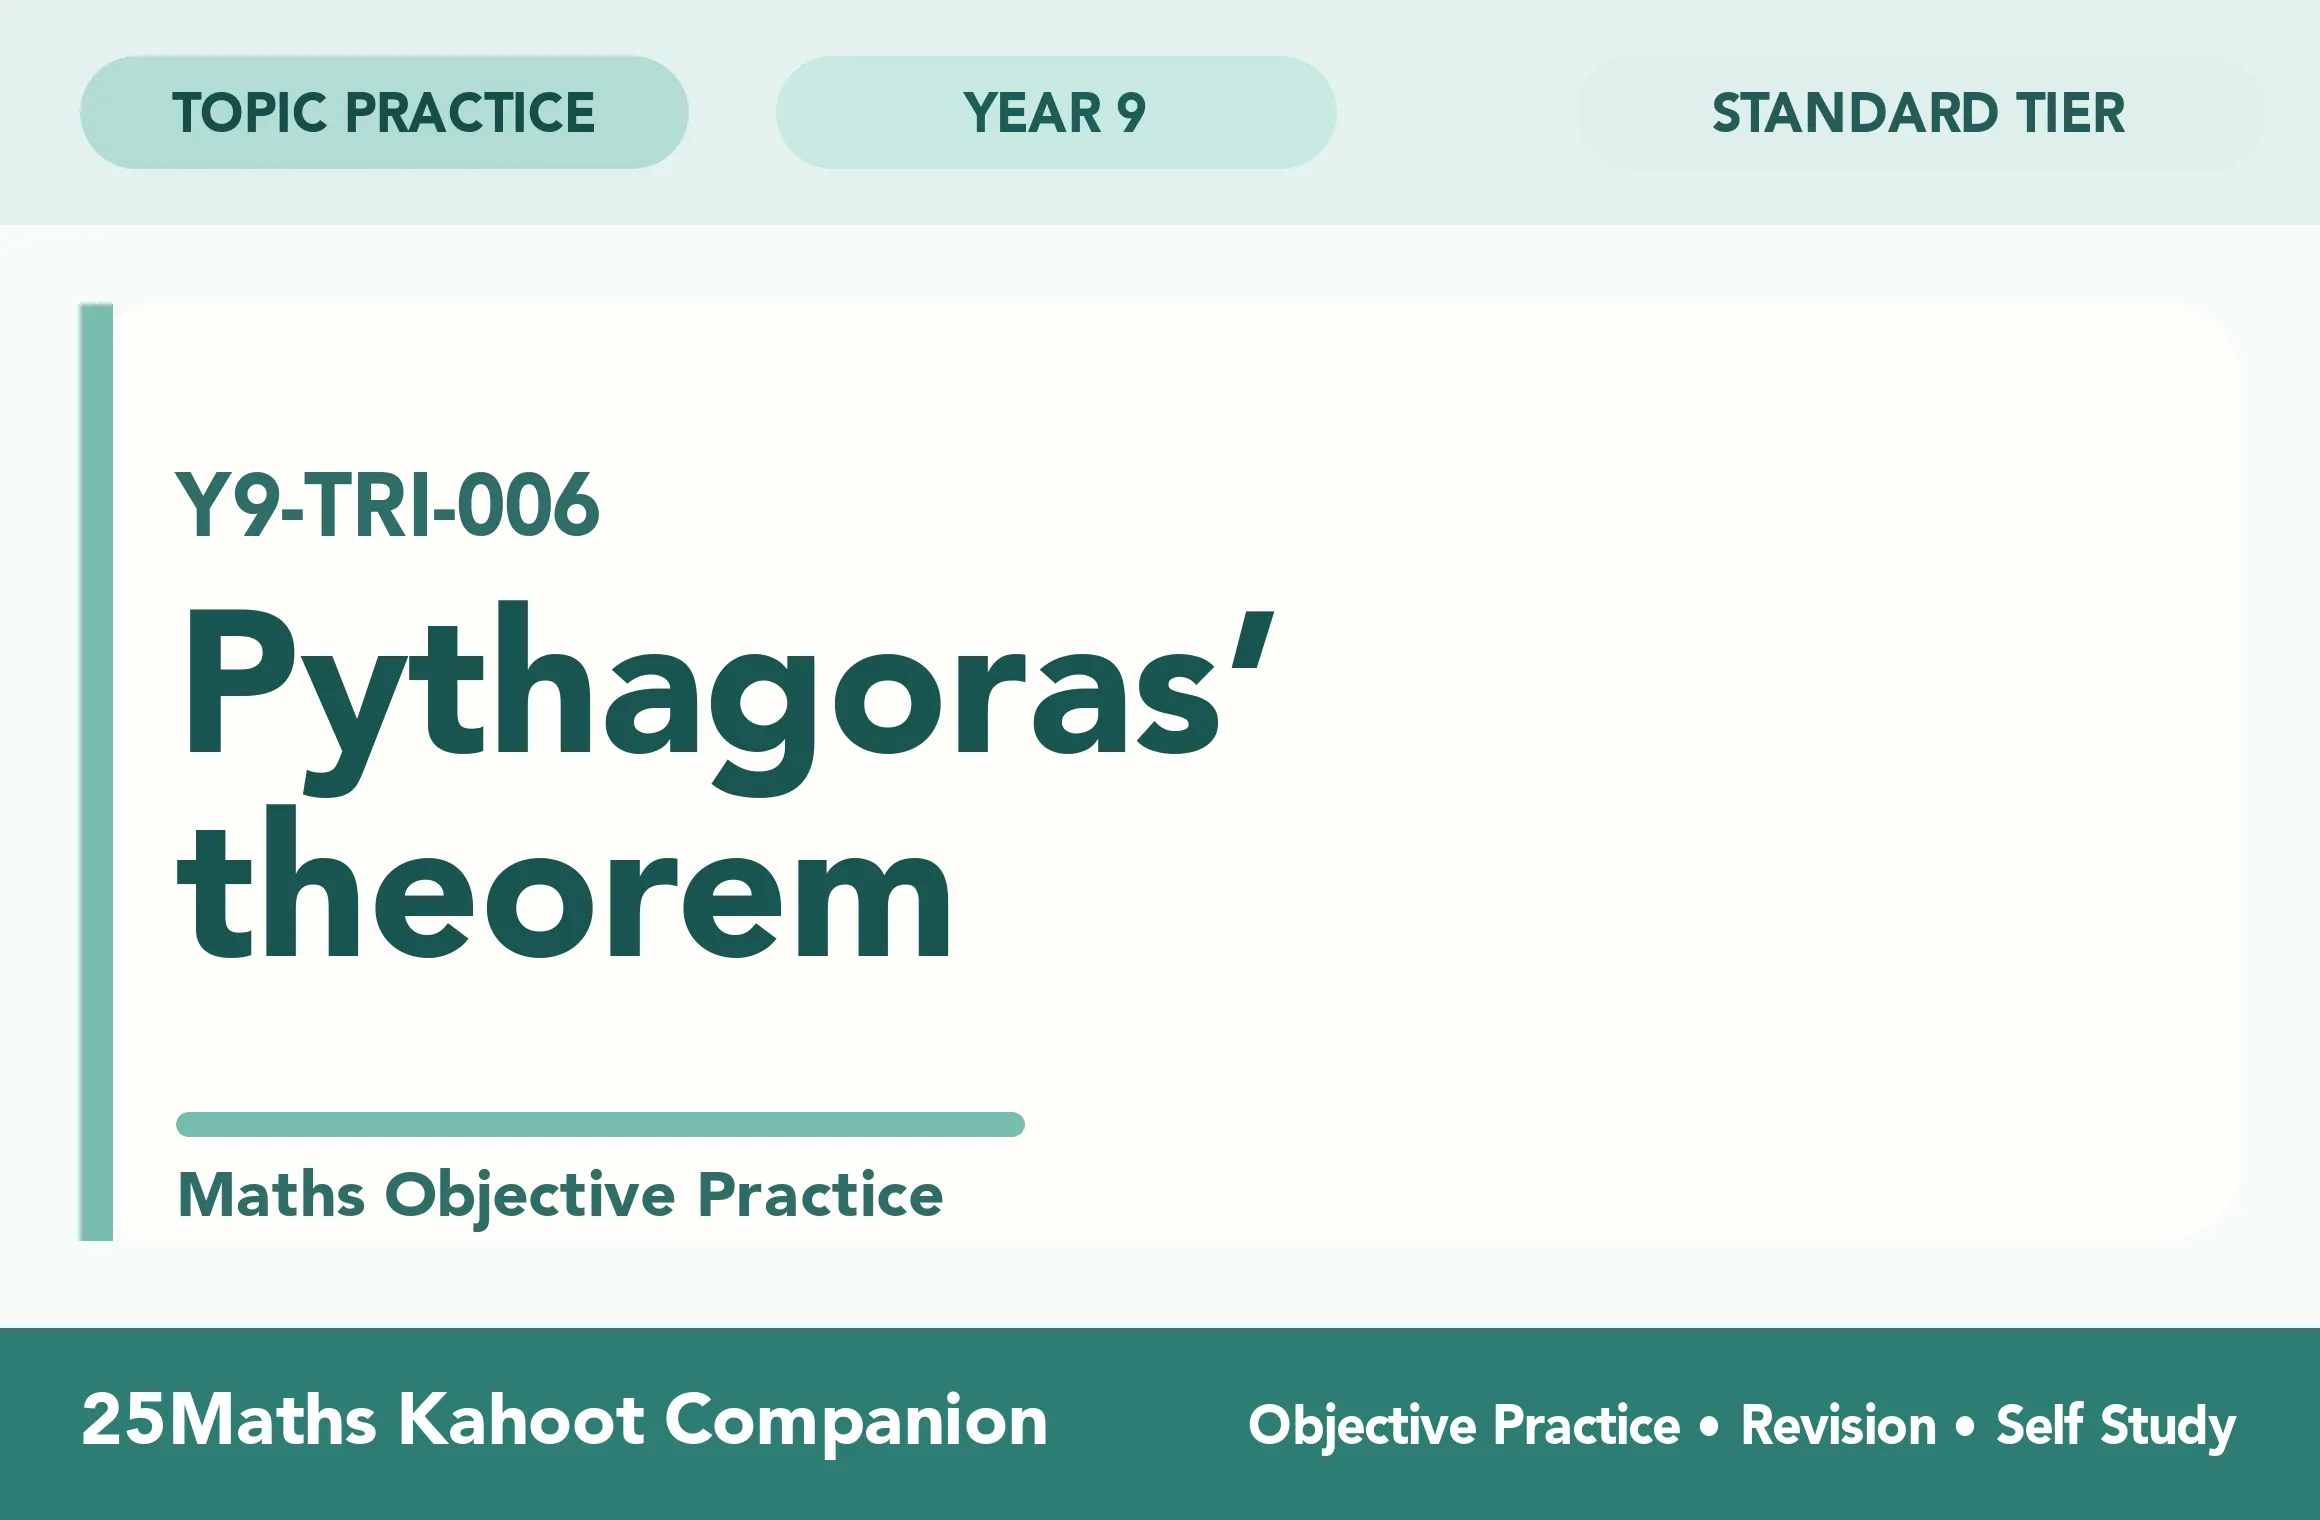 TOPIC PRACTICE
YEAR 9
STANDARD TIER
Y9-TRI-006
Pythagoras’
theorem
Maths Objective Practice
25Maths Kahoot Companion
Objective Practice • Revision • Self Study